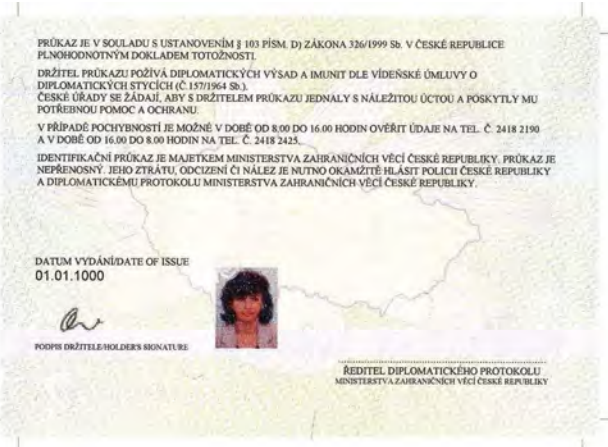 PRŮKAZ JE V SOULADU S USTANOVENÍM § 103 PÍSM. D) ZÁKONA 326/1999 Sb. V ČESKÉ REPUBLICE
PLNOHODNOTNÝM DOKLADEM TOTOŽNOSTI.
DRŽITEL PRŮKAZU POŽÍVÁ DIPLOMATICKÝCH VÝSAD A IMUNIT DLE VÍDEŇSKÉ ÚMLUVY O
DIPLOMATICKÝCH STYCÍCH (Č.157/1964 Sb.).
ČESKÉ ÚŘADY SE ŽÁDAJÍ, ABY S DRŽITELEM PRŮKAZU JEDNALY S NÁLEŽITOU ÚCTOU A POSKYTLY MU
POTŘEBNOU POMOC A OCHRANU.
V PŘÍPADĚ POCHYBNOSTÍ JE MOŽNÉ V DOBĚ OD 8.00 DO 16.00 HODIN OVĚŘIT ÚDAJE NA TEL. Č. 2418 2190
A V DOBĚ OD 16.00 DO 8.00 HODIN NA TEL. Č. 2418 2425.
IDENTIFIKAČNÍ PRŮKAZ JE MAJETKEM MINISTERSTVA ZAHRANIČNÍCH VĚCÍ ČESKÉ REPUBLIKY. PRŮKAZ JE
NEPŘENOSNÝ. JEHO ZTRÁTU, ODCIZENÍ ČI NÁLEZ JE NUTNO OKAMŽITĚ HLÁSIT POLICII ČESKÉ REPUBLIKY
A DIPLOMATICKÉMU PROTOKOLU MINISTERSTVA ZAHRANIČNÍCH VĚCÍ ČESKÉ REPUBLIKY.
DATUM VYDÁNÍ/DATE OF ISSUE
01.01.1000
PODPIS DRŽITELE/HOLDER'S SIGNATURE
ŘEDITEL DIPLOMATICKÉHO PROTOKOLU
MINISTERSTVA ZAHRANIČNÍCH VĚCÍ ČESKÉ REPUBLIKY